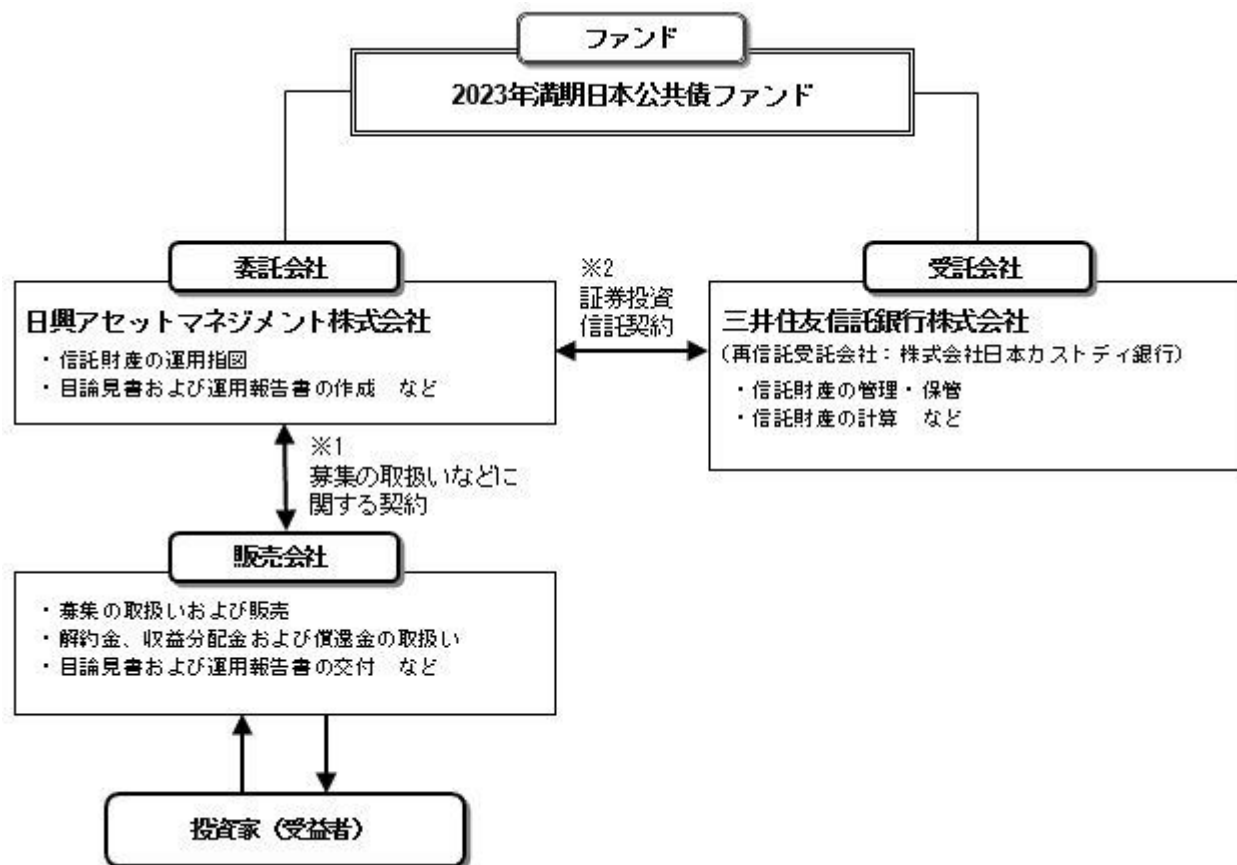 ファンド
2023年満期日本公共債ファンド
委託会社
日興アセットマネジメント株式会社
・信託財産の運用指図
・目論見書および運用報告書の作成　など
※2
証券投資
信託契約
受託会社
三井住友信託銀行株式会社
(再信託受託会社：株式会社日本カストディ銀行)
・信託財産の管理・保管
・信託財産の計算　など
※1
募集の取扱いなどに
関する契約
販売会社
・募集の取扱いおよび販売
・解約金、収益分配金および償還金の取扱い
・目論見書および運用報告書の交付　など
投資家（受益者）